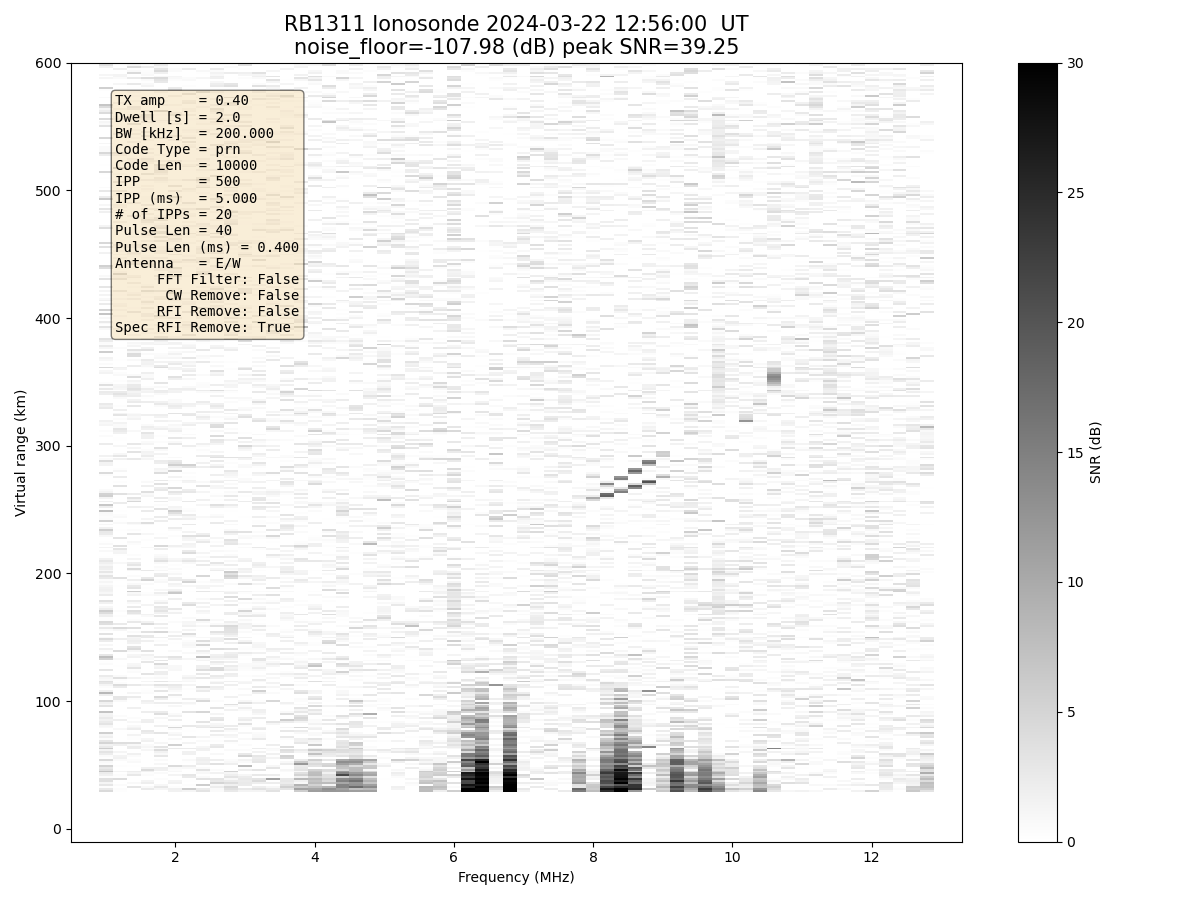 RB1311 Ionosonde 2024-03-22 12:56:00  UT
noise_floor=-107.98 (dB) peak SNR=39.25
TX amp    = 0.40
Dwell [s] = 2.0
BW [kHz]  = 200.000
Code Type = prn
Code Len  = 10000
IPP       = 500
IPP (ms)  = 5.000
# of IPPs = 20
Pulse Len = 40
Pulse Len (ms) = 0.400
Antenna   = E/W
FFT Filter: False
CW Remove: False
RFI Remove: False
Spec RFI Remove: True
600
500
400
300
200
100
0
Virtual range (km)
2 4 6 8 10 12
Frequency (MHz)
30
25
20
15
10
5
0
SNR (dB)